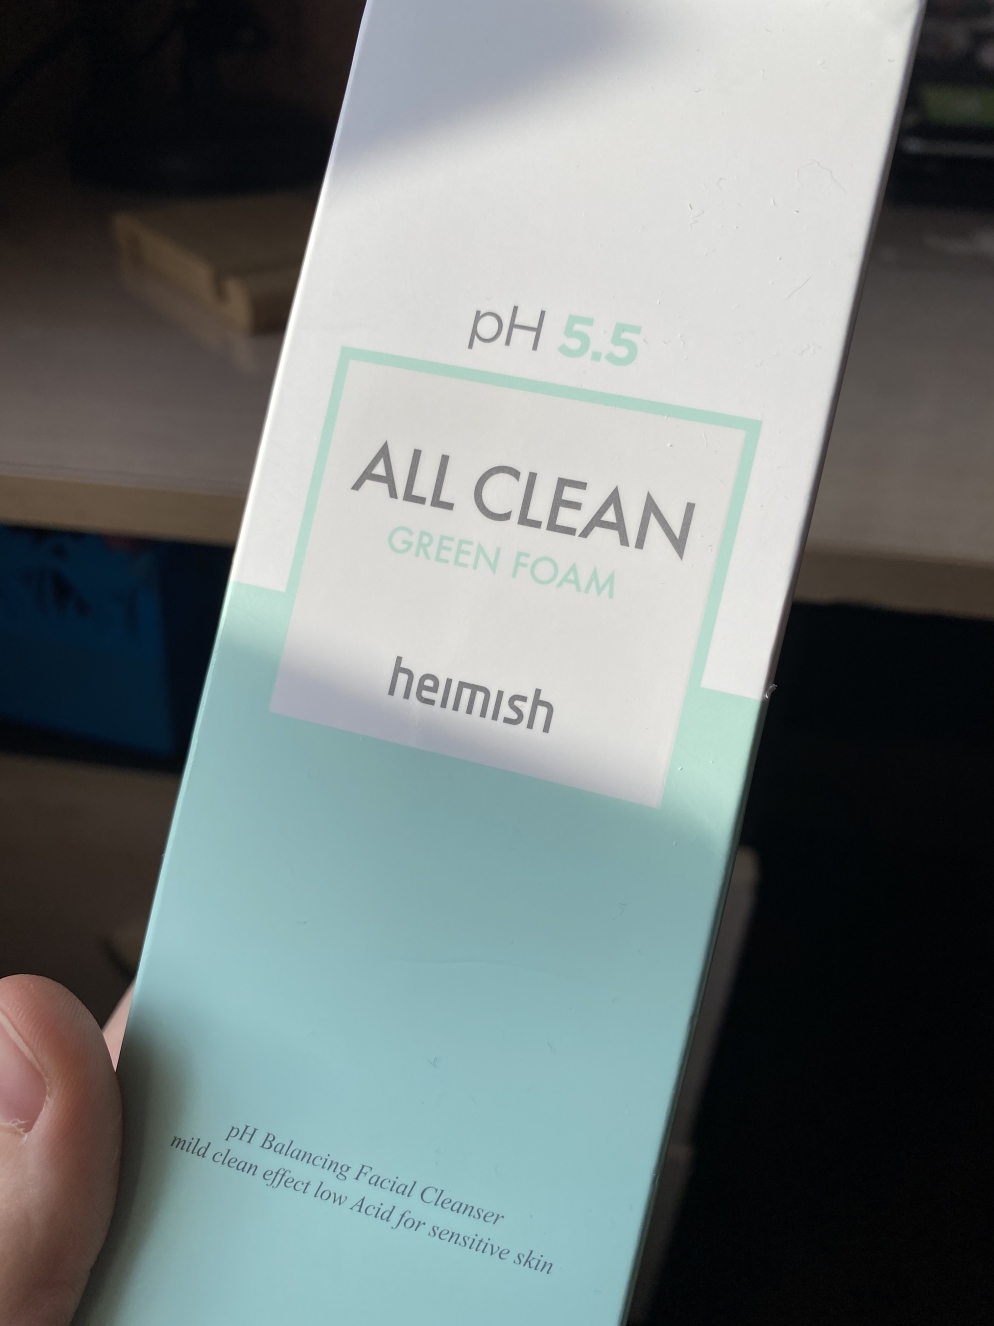 pH 5.5
ALL CLEAN
GREEN FOAM
heimish
pH Balancing Facial Cleanser
mild clean effect low Acid for sensitive skin